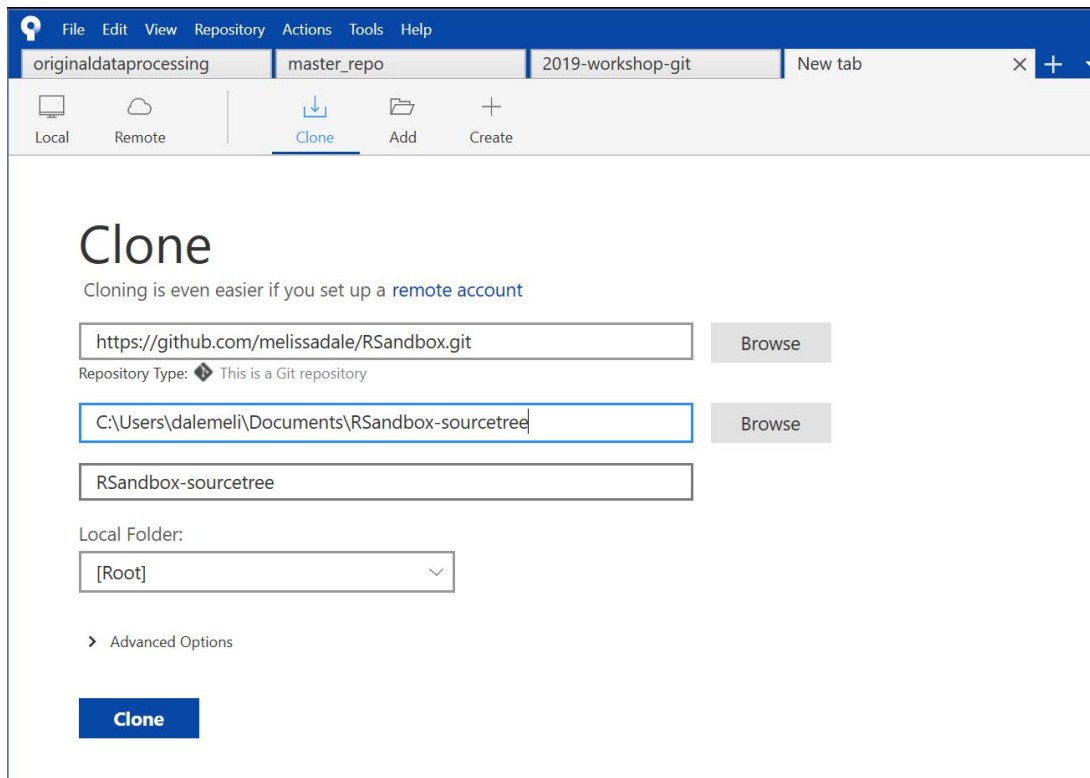 File Edit View Repository Actions Tools Help
originaldataprocessing master_repo 2019-workshop-git New tab
Local Remote Clone Add Create
Clone
Cloning is even easier if you set up a remote account
https://github.com/melissadale/RSandbox.git Browse
Repository Type: This is a Git repository
C:\Users\dalemeli\Documents\RSandbox-sourcetree Browse
RSandbox-sourcetree
Local Folder:
[Root]
Advanced Options
Clone